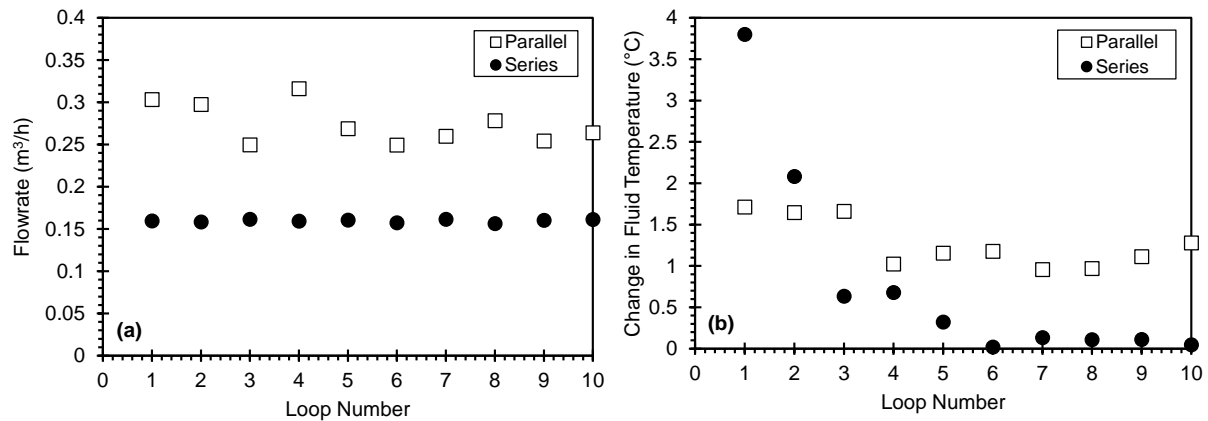 0.4
0.35
0.3
0.25
0.2
0.15
0.1
0.05
0
Flowrate (m³/h)
Parallel
Series
(a)
0 1 2 3 4 5 6 7 8 9 10
Loop Number
4
3.5
3
2.5
2
1.5
1
0.5
0
Change in Fluid Temperature (°C)
Parallel
Series
(b)
0 1 2 3 4 5 6 7 8 9 10
Loop Number